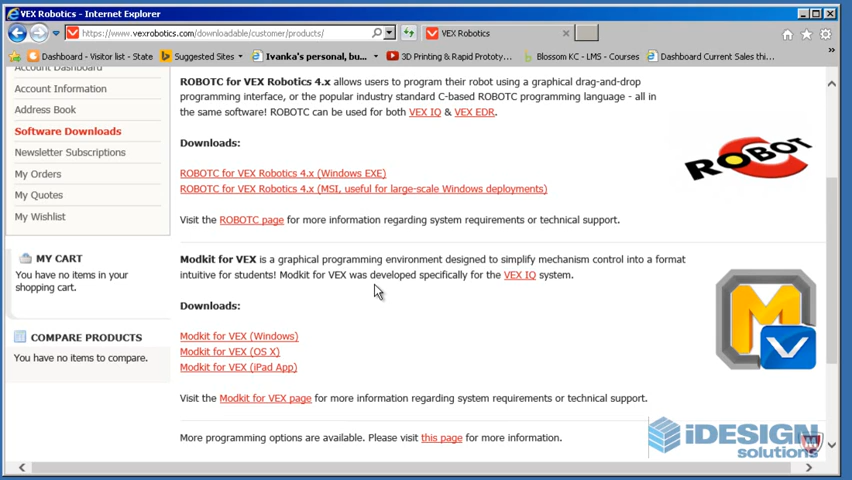 VEX Robotics - Internet Explorer
https://www.vexrobotics.com/downloadable/customer/products/
VEX Robotics
Dashboard - Visitor list - State
Suggested Sites
Ivanka's personal, bu...
3D Printing & Rapid Prototy...
Blossom KC - LMS - Courses
Dashboard Current Sales thi...
Account Dashboard
Account Information
Address Book
Software Downloads
Newsletter Subscriptions
My Orders
My Quotes
My Wishlist
MY CART
You have no items in your
shopping cart.
COMPARE PRODUCTS
You have no items to compare.
ROBOTC for VEX Robotics 4.x allows users to program their robot using a graphical drag-and-drop
programming interface, or the popular industry standard C-based ROBOTC programming language - all in
the same software! ROBOTC can be used for both VEX IQ & VEX EDR.
Downloads:
ROBOTC for VEX Robotics 4.x (Windows EXE)
ROBOTC for VEX Robotics 4.x (MSI, useful for large-scale Windows deployments)
Visit the ROBOTC page for more information regarding system requirements or technical support.
ROBOT
Modkit for VEX is a graphical programming environment designed to simplify mechanism control into a format
intuitive for students! Modkit for VEX was developed specifically for the VEX IQ system.
Downloads:
Modkit for VEX (Windows)
Modkit for VEX (OS X)
Modkit for VEX (iPad App)
Visit the Modkit for VEX page for more information regarding system requirements or technical support.
More programming options are available. Please visit this page for more information.
iDESIGN
solutions